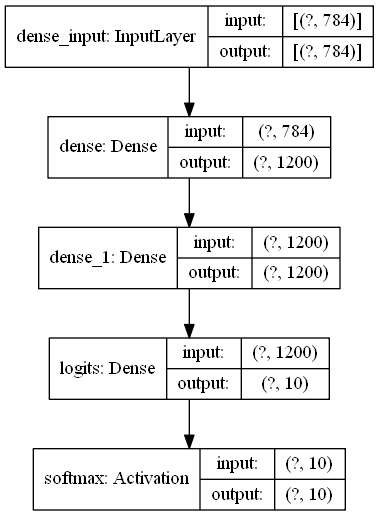 dense_input: InputLayer
input: [(?, 784)]
output: [(?, 784)]
dense: Dense
input: (?, 784)
output: (?, 1200)
dense_1: Dense
input: (?, 1200)
output: (?, 1200)
logits: Dense
input: (?, 1200)
output: (?, 10)
softmax: Activation
input: (?, 10)
output: (?, 10)